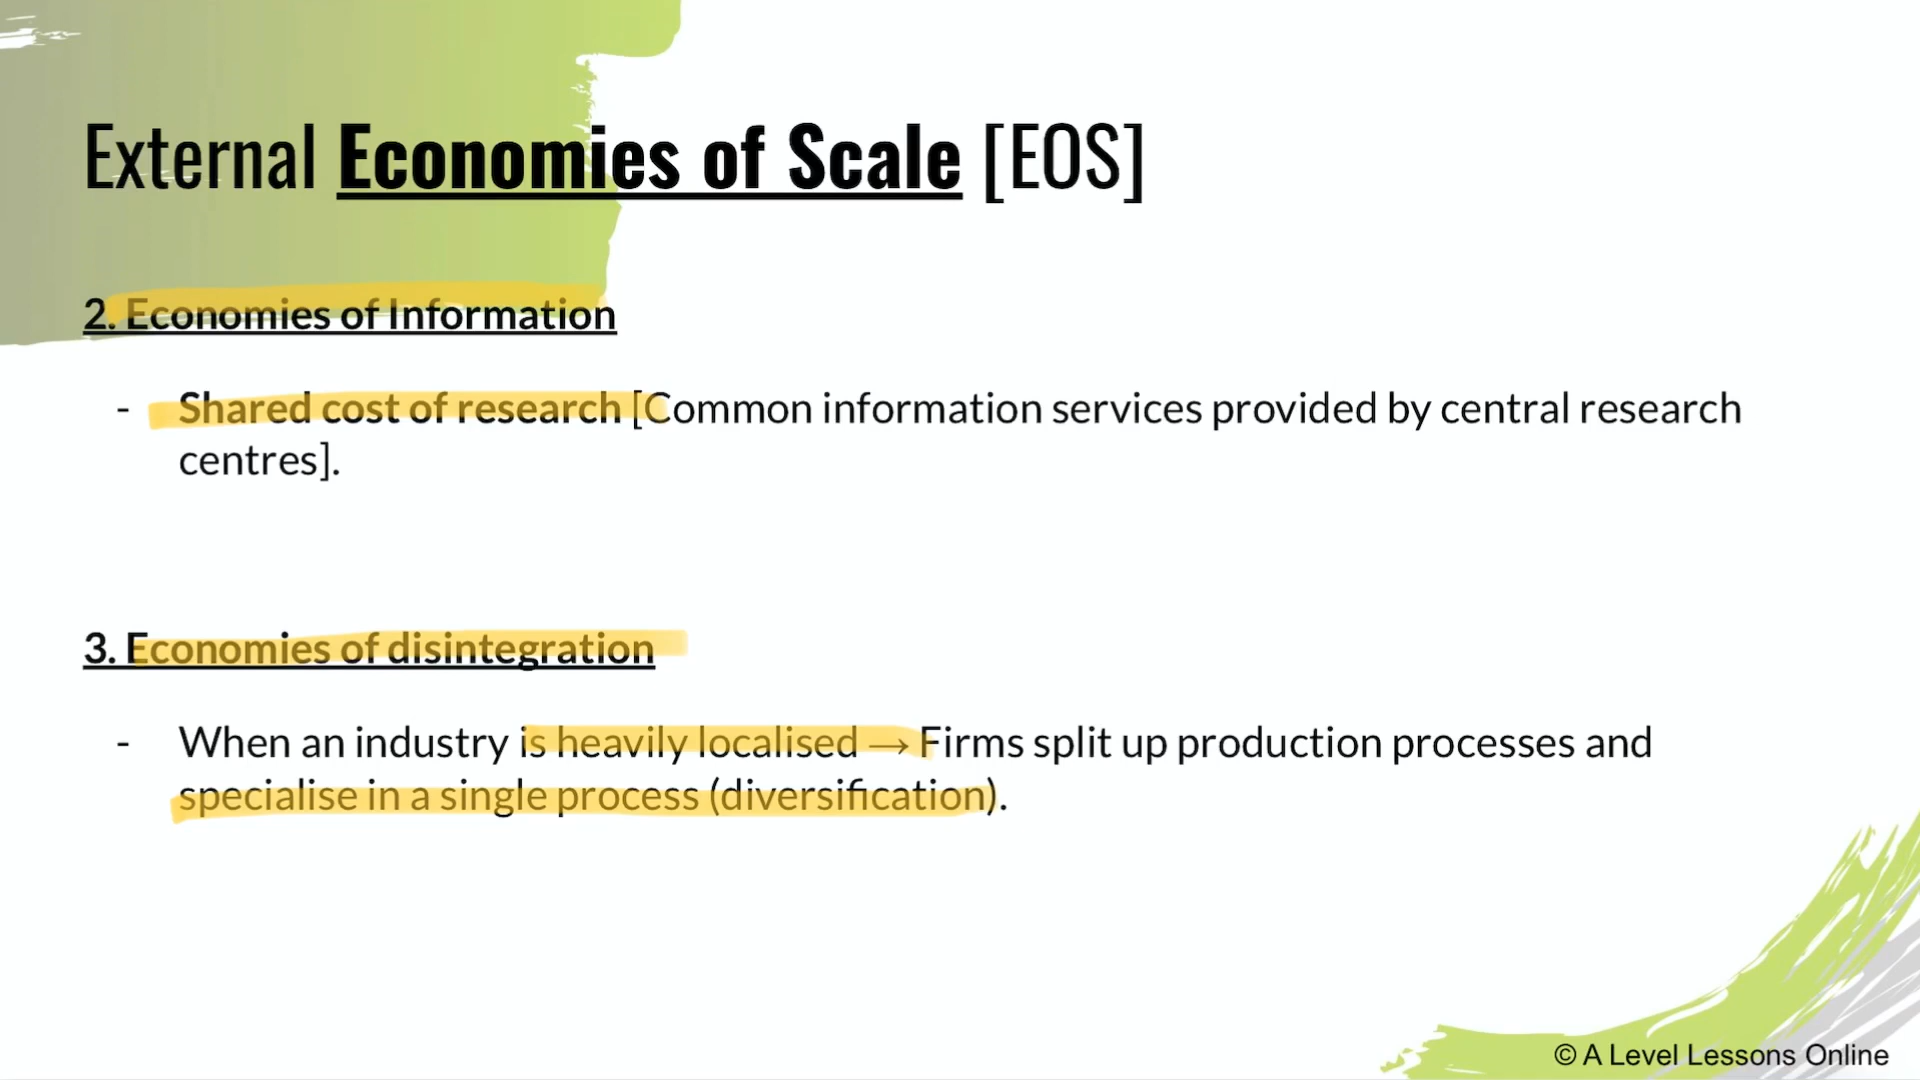 External Economies of Scale [EOS]
2. Economies of Information
- Shared cost of research [Common information services provided by central research
centres].
3. Economies of disintegration
- When an industry is heavily localised → Firms split up production processes and
specialise in a single process (diversification).
© A Level Lessons Online